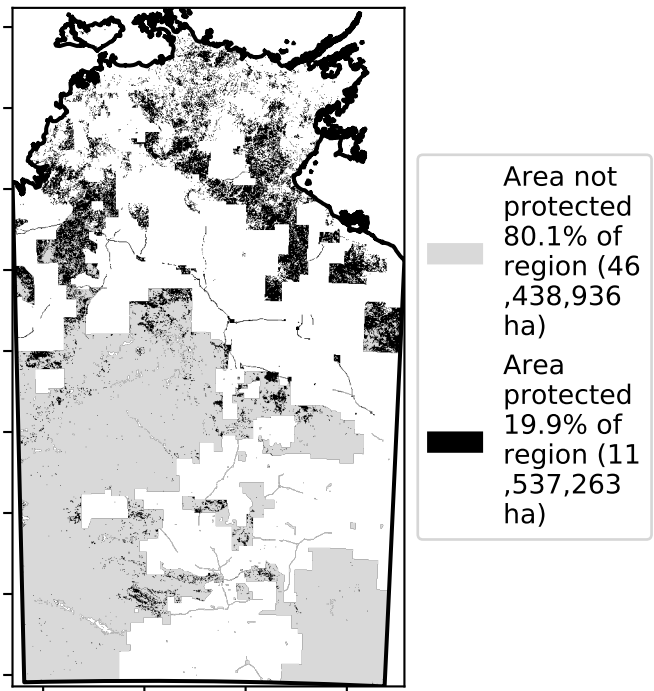 Area not
protected
80.1% of
region (46
,438,936
ha)
Area
protected
19.9% of
region (11
,537,263
ha)